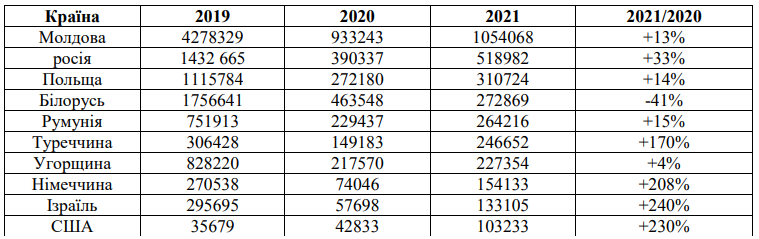 Країна 2019 2020 2021 2021/2020
Молдова 4278329 933243 1054068 +13%
росія 1432 665 390337 518982 +33%
Польща 1115784 272180 310724 +14%
Білорусь 1756641 463548 272869 -41%
Румунія 751913 229437 264216 +15%
Туреччина 306428 149183 246652 +170%
Угорщина 828220 217570 227354 +4%
Німеччина 270538 74046 154133 +208%
Ізраїль 295695 57698 133105 +240%
США 35679 42833 103233 +230%